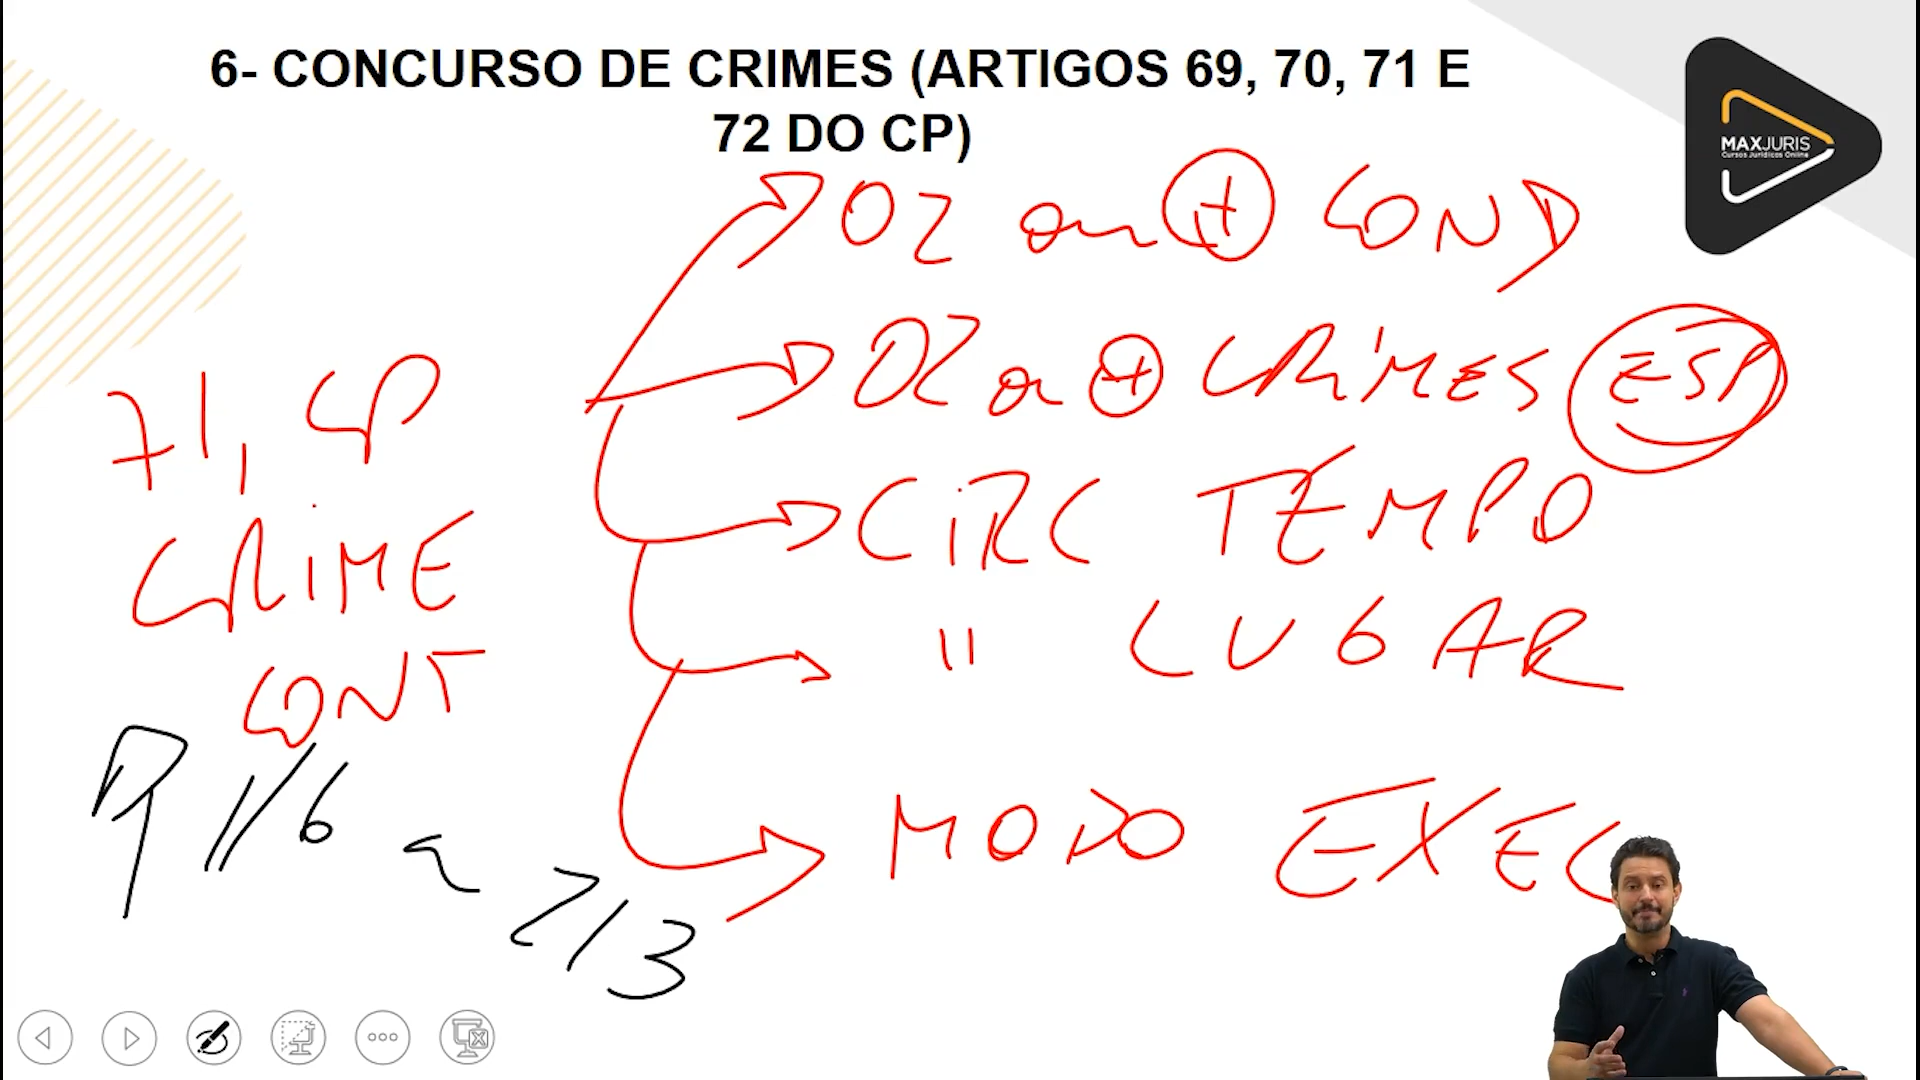 6- CONCURSO DE CRIMES (ARTIGOS 69, 70, 71 E
72 DO CP)
MAXJURIS
Cursos Jurídicos Online
02 ou + COND
02 ou + CRIMES ESP
71, CP
CIRC TEMPO
CRIME
" LUGAR
CONT
1/6 a 2/3
MODO EXEC